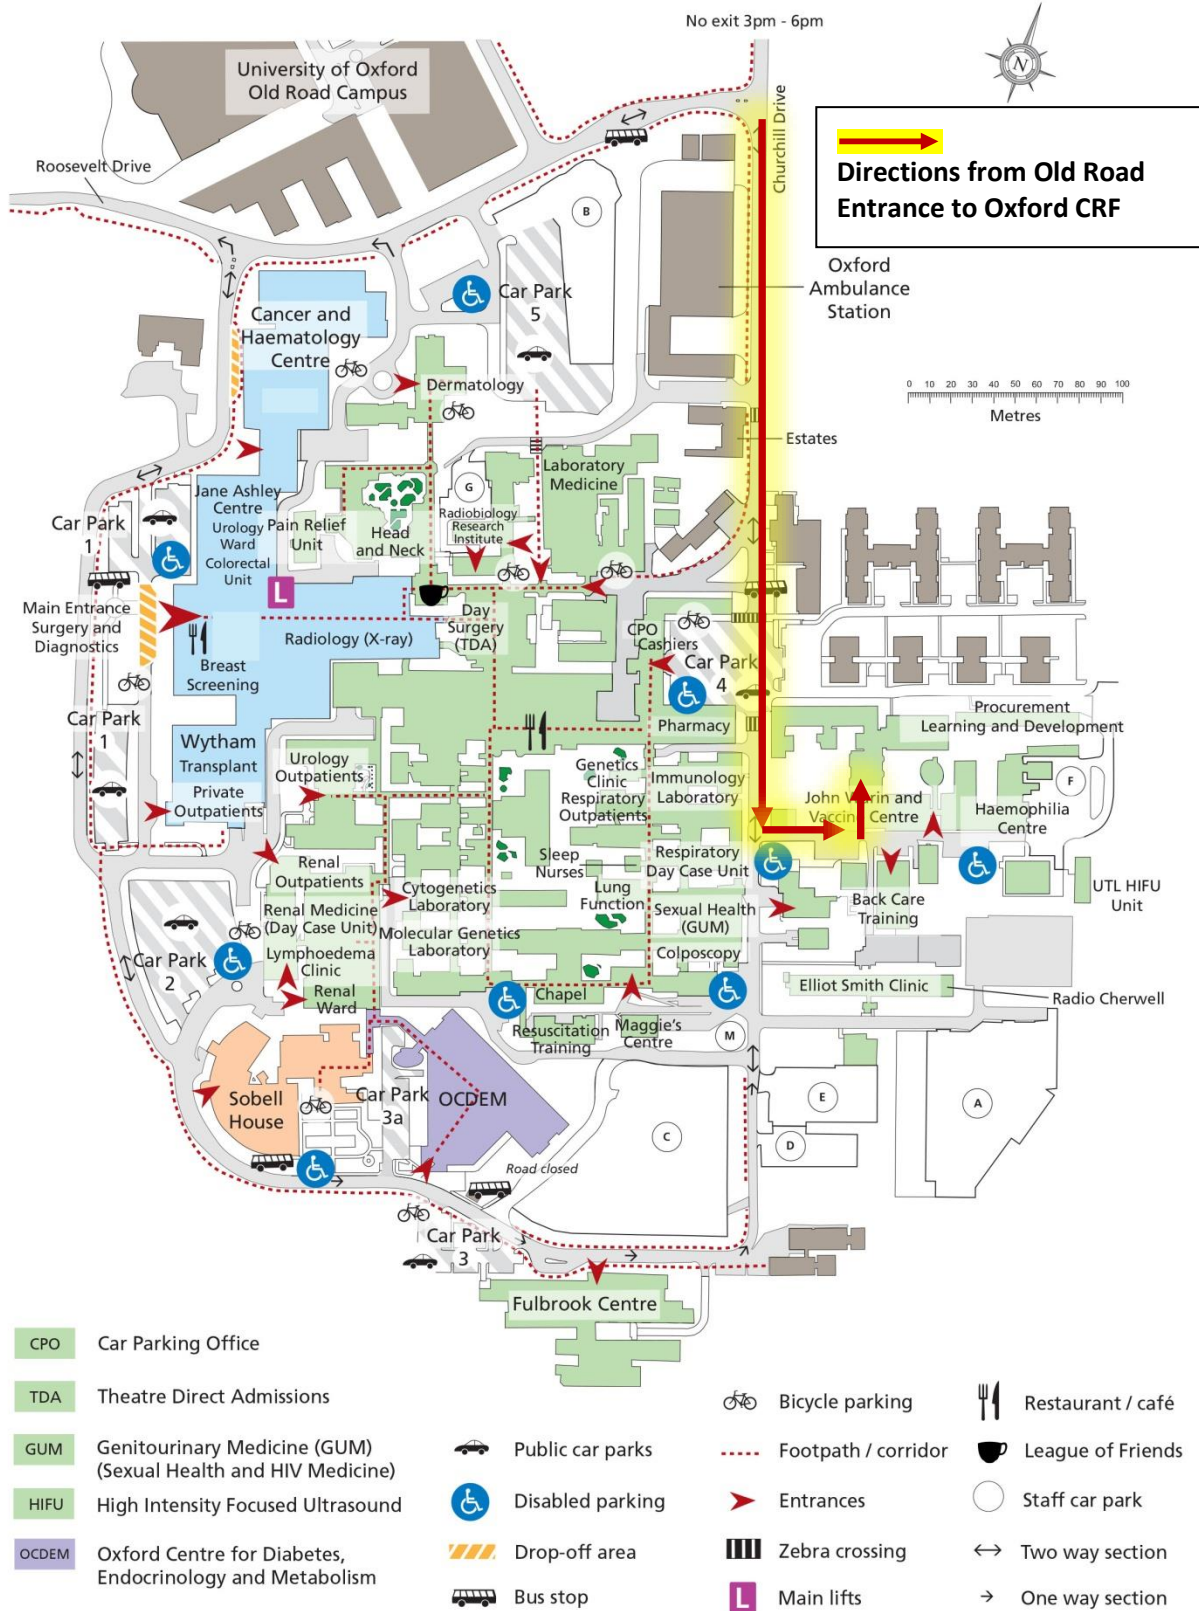 No exit 3pm - 6pm
University of Oxford
Old Road Campus
N
Churchill Drive
Directions from Old Road
Entrance to Oxford CRF
Roosevelt Drive
B
Oxford
Ambulance
Station
Car Park
5
Cancer and
Haematology
Centre
Dermatology
0 10 20 30 40 50 60 70 80 90 100
Metres
Estates
Laboratory
Medicine
G
Radiobiology
Research
Institute
Jane Ashley
Centre
Urology
Ward
Colorectal
Unit
Pain Relief
Unit
Head
and Neck
Car Park
1
L
Main Entrance
Surgery and
Diagnostics
Radiology (X-ray)
Day
Surgery
(TDA)
CPO
Cashiers
Car Park
4
Breast
Screening
Car Park
1
Pharmacy
Procurement
Learning and Development
Wytham
Transplant
Private
Outpatients
Urology
Outpatients
Genetics
Clinic
Respiratory
Outpatients
Immunology
Laboratory
F
Haemophilia
Centre
Vaccine Centre
Renal
Outpatients
Sleep
Nurses
Respiratory
Day Case Unit
Cytogenetics
Laboratory
Lung
Function
Back Care
Training
UTL HIFU
Unit
Renal Medicine
(Day Case Unit)
Molecular Genetics
Laboratory
Sexual Health
(GUM)
Lymphoedema
Clinic
Colposcopy
Car Park
2
Renal
Ward
Chapel
Elliot Smith Clinic
Radio Cherwell
Resuscitation
Training
Maggie's
Centre
M
Sobell
House
Car Park
3a
OCDEM
E
A
C
D
Road closed
Car Park
3
Fulbrook Centre
CPO Car Parking Office
TDA Theatre Direct Admissions
GUM Genitourinary Medicine (GUM)
(Sexual Health and HIV Medicine)
HIFU High Intensity Focused Ultrasound
OCDEM Oxford Centre for Diabetes,
Endocrinology and Metabolism
Public car parks
Disabled parking
Drop-off area
Bus stop
Bicycle parking
Footpath / corridor
Entrances
Zebra crossing
L Main lifts
Restaurant / café
League of Friends
Staff car park
Two way section
One way section